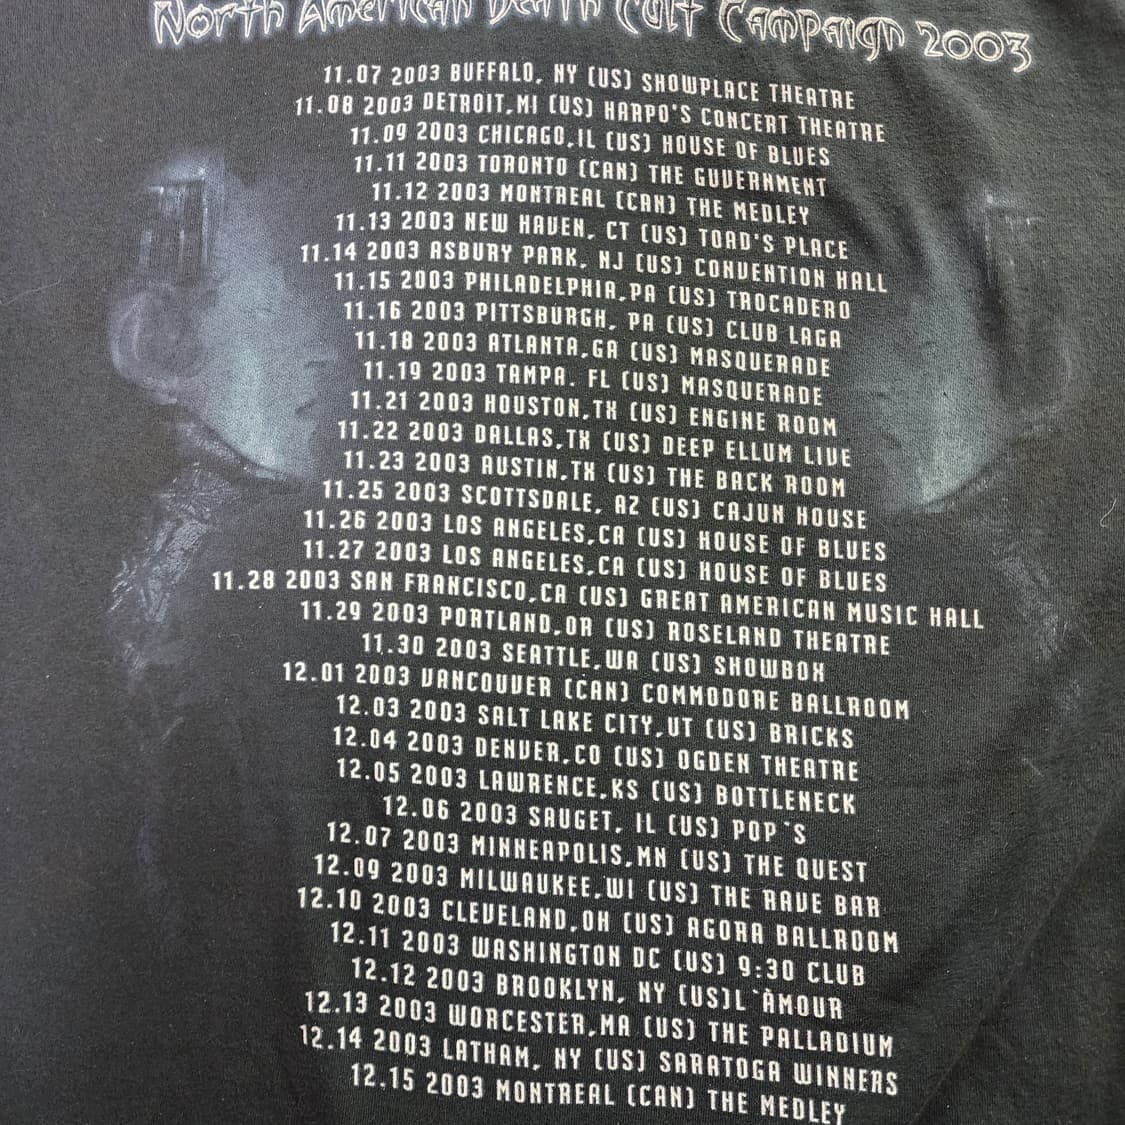 North American Death Cult Campaign 2003
11.07 2003 BUFFALO, NY (US) SHOWPLACE THEATRE
11.08 2003 DETROIT,MI (US) HARPO'S CONCERT THEATRE
11.09 2003 CHICAGO,IL (US) HOUSE OF BLUES
11.11 2003 TORONTO (CAN) THE GUVERNMENT
11.12 2003 MONTREAL (CAN) THE MEDLEY
11.13 2003 NEW HAVEN, CT (US) TOAD'S PLACE
11.14 2003 ASBURY PARK, NJ (US) CONVENTION HALL
11.15 2003 PHILADELPHIA,PA (US) TROCADERO
11.16 2003 PITTSBURGH, PA (US) CLUB LAGA
11.18 2003 ATLANTA,GA (US) MASQUERADE
11.19 2003 TAMPA. FL (US) MASQUERADE
11.21 2003 HOUSTON,TX (US) ENGINE ROOM
11.22 2003 DALLAS,TX (US) DEEP ELLUM LIVE
11.23 2003 AUSTIN,TX (US) THE BACK ROOM
11.25 2003 SCOTTSDALE, AZ (US) CAJUN HOUSE
11.26 2003 LOS ANGELES,CA (US) HOUSE OF BLUES
11.27 2003 LOS ANGELES,CA (US) HOUSE OF BLUES
11.28 2003 SAN FRANCISCO,CA (US) GREAT AMERICAN MUSIC HALL
11.29 2003 PORTLAND,OR (US) ROSELAND THEATRE
11.30 2003 SEATTLE,WA (US) SHOWBOX
12.01 2003 VANCOUVER (CAN) COMMODORE BALLROOM
12.03 2003 SALT LAKE CITY,UT (US) BRICKS
12.04 2003 DENVER,CO (US) OGDEN THEATRE
12.05 2003 LAWRENCE,KS (US) BOTTLENECK
12.06 2003 SAUGET, IL (US) POP`S
12.07 2003 MINNEAPOLIS,MN (US) THE QUEST
12.09 2003 MILWAUKEE,WI (US) THE RAVE BAR
12.10 2003 CLEVELAND,OH (US) AGORA BALLROOM
12.11 2003 WASHINGTON DC (US) 9:30 CLUB
12.12 2003 BROOKLYN, NY (US)L`ÀMOUR
12.13 2003 WORCESTER,MA (US) THE PALLADIUM
12.14 2003 LATHAM, NY (US) SARATOGA WINNERS
12.15 2003 MONTREAL (CAN) THE MEDLEY